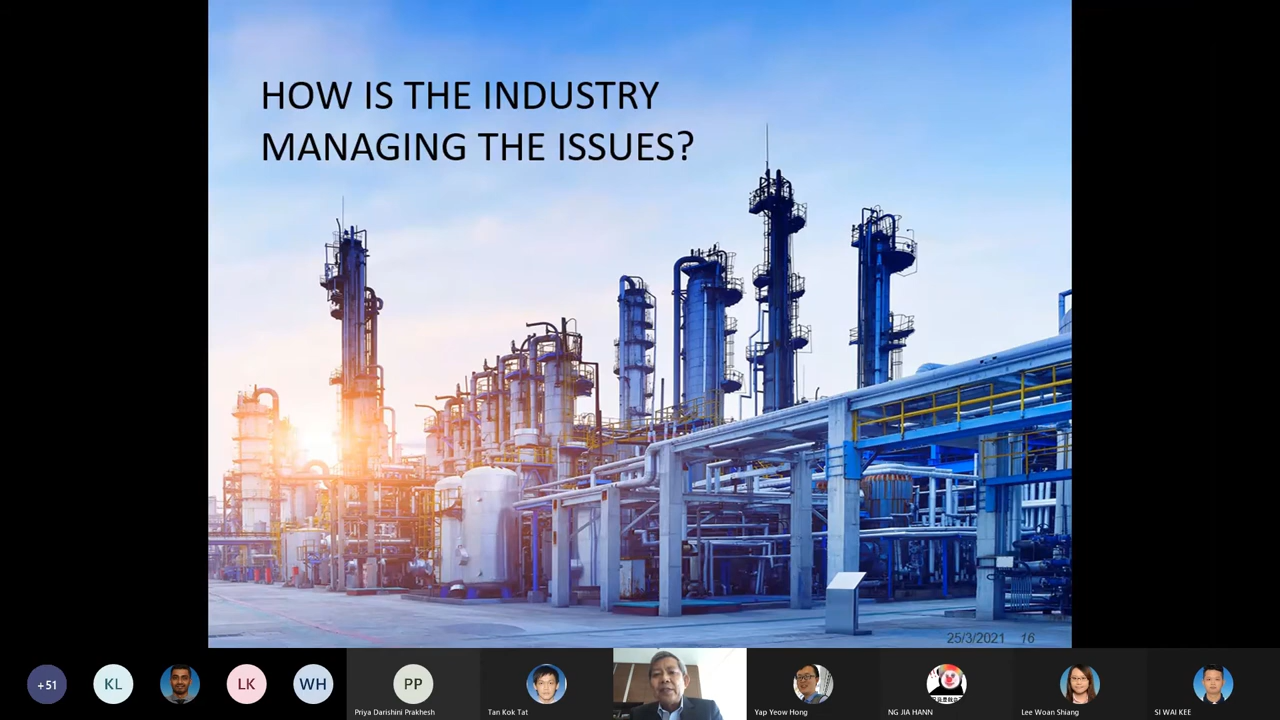 HOW IS THE INDUSTRY
MANAGING THE ISSUES?
25/3/2021 16
+51
KL
LK
WH
PP
Priya Darishini Prakhesh
Tan Kok Tat
Yap Yeow Hong
NG JIA HANN
Lee Woan Shiang
SI WAI KEE